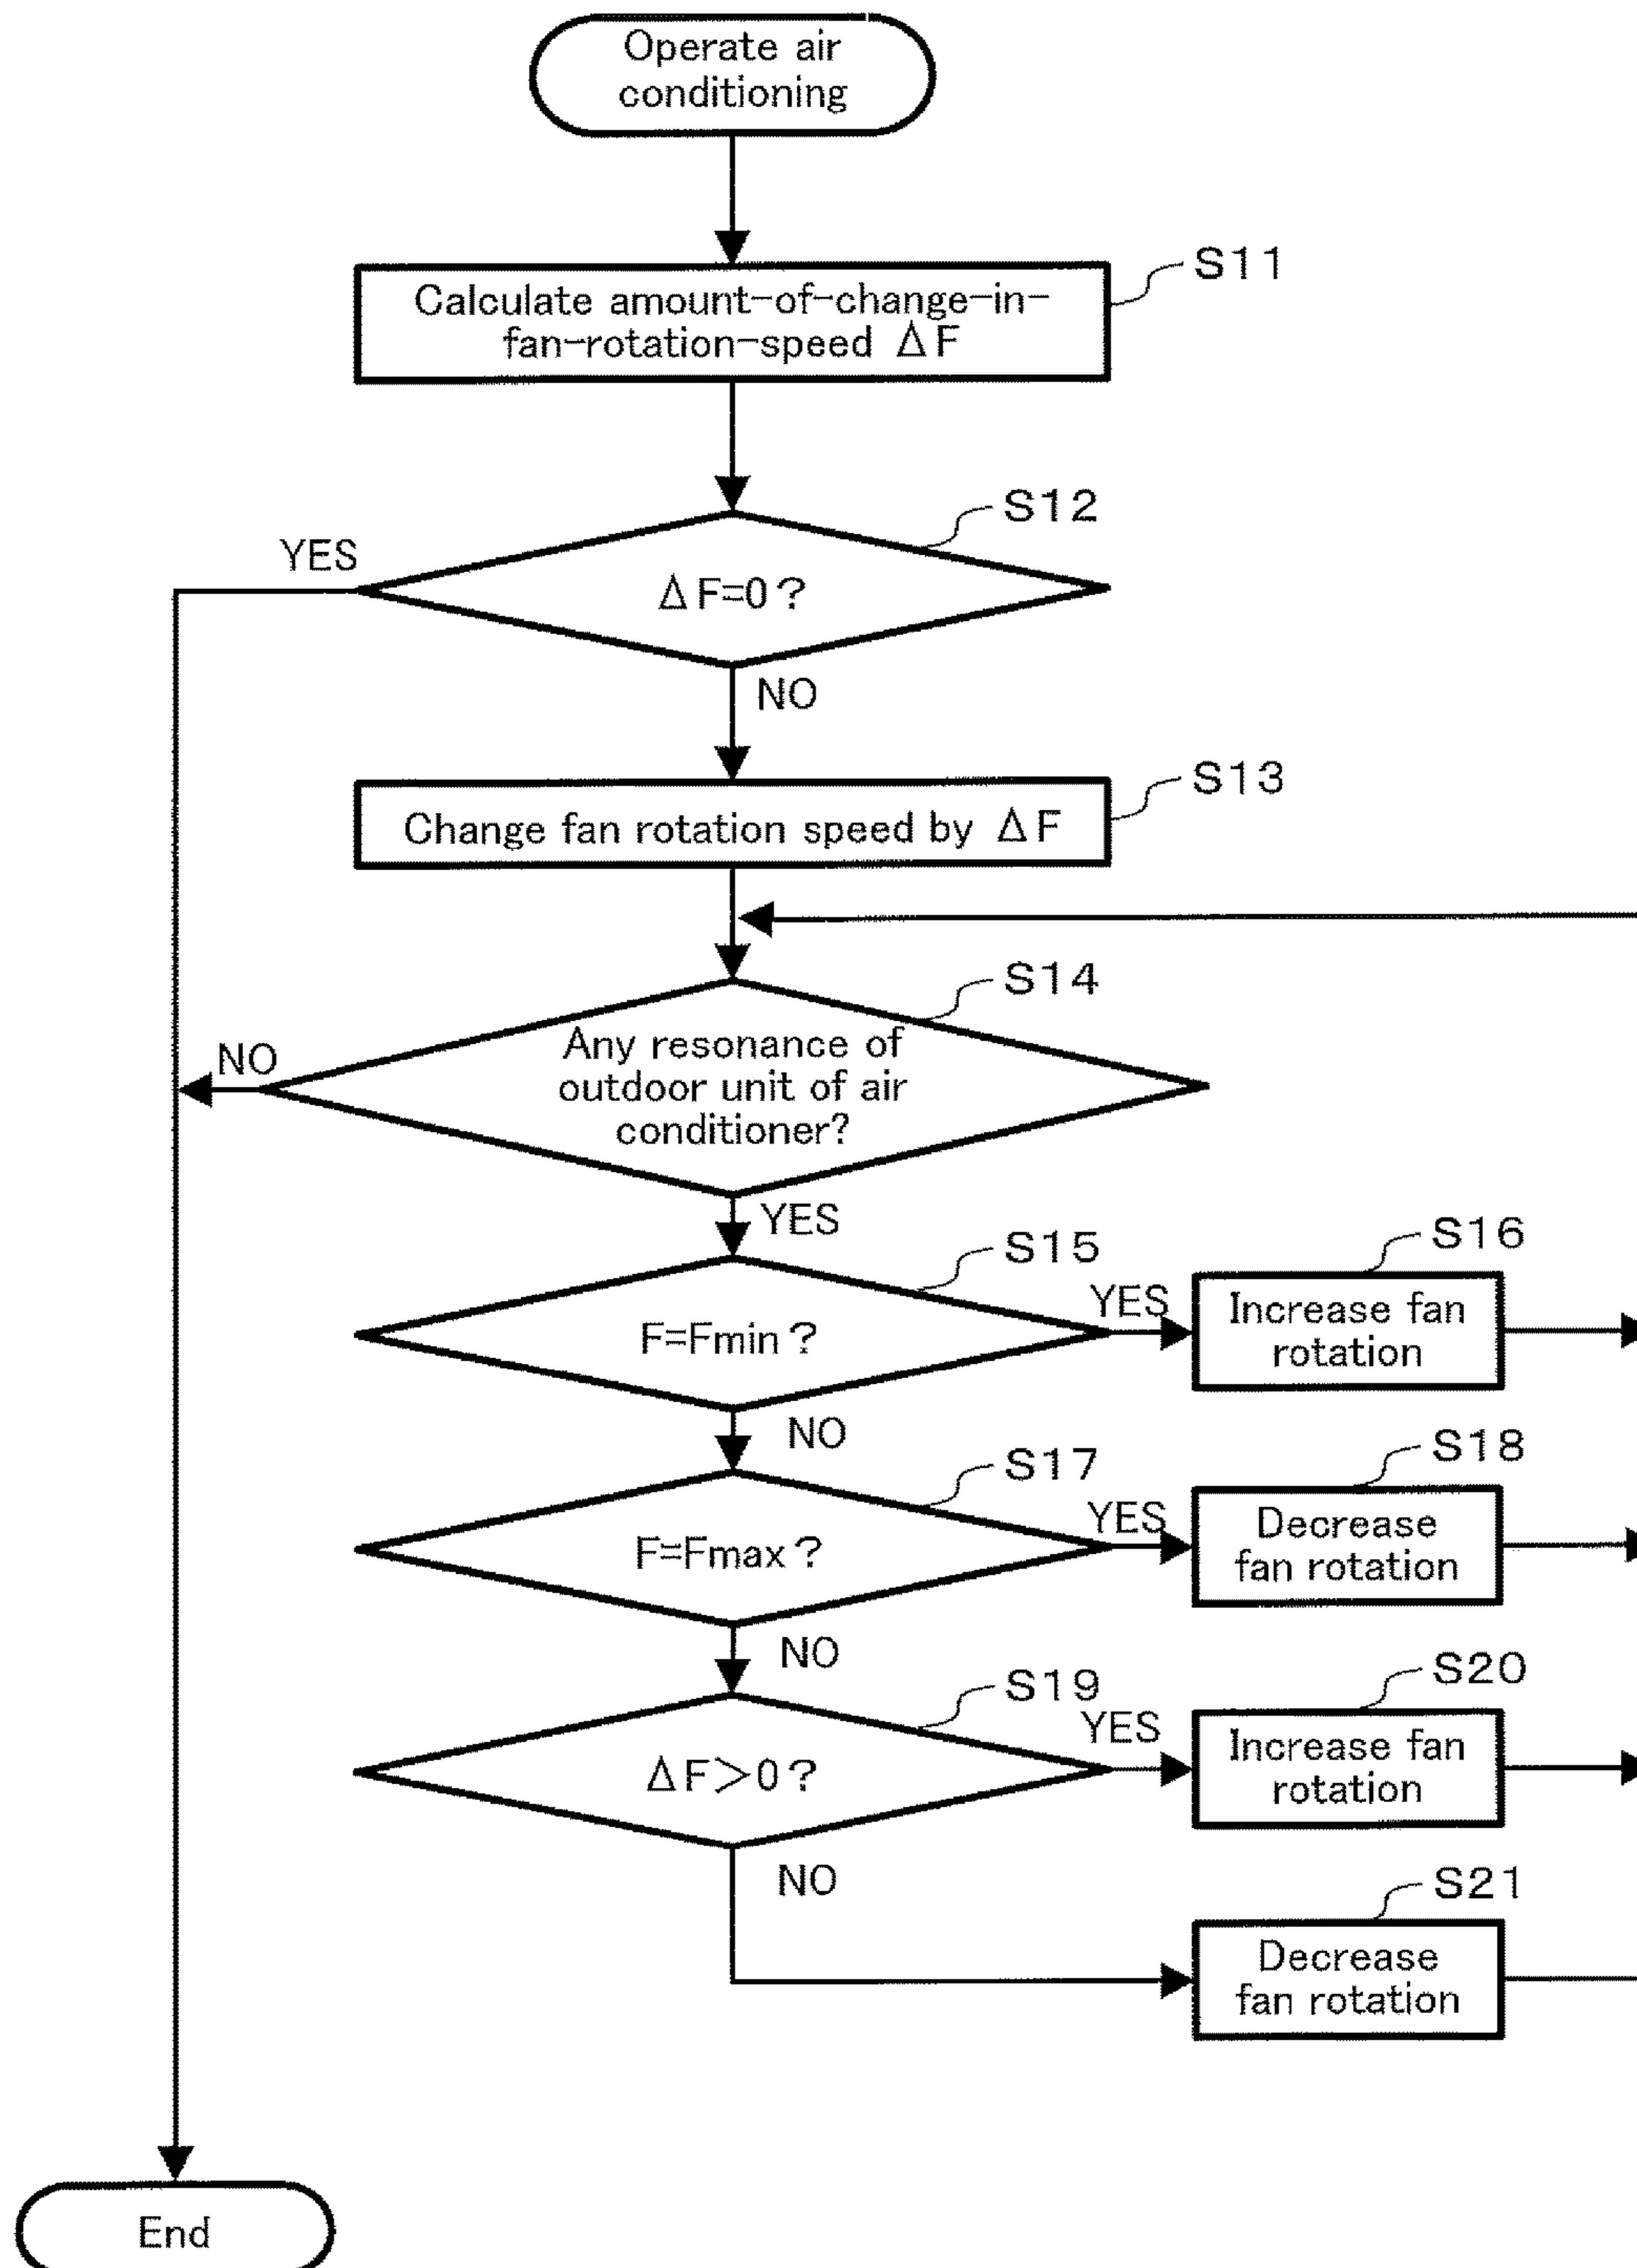 Operate air
conditioning
S11
Calculate amount-of-change-in-
fan-rotation-speed ΔF
S12
YES
ΔF=0?
NO
S13
Change fan rotation speed by ΔF
S14
NO
Any resonance of
outdoor unit of air
conditioner?
YES
S15
S16
YES
F=Fmin?
Increase fan
rotation
NO
S17
S18
YES
F=Fmax?
Decrease
fan rotation
NO
S19
S20
YES
ΔF>0?
Increase fan
rotation
NO
S21
Decrease
fan rotation
End